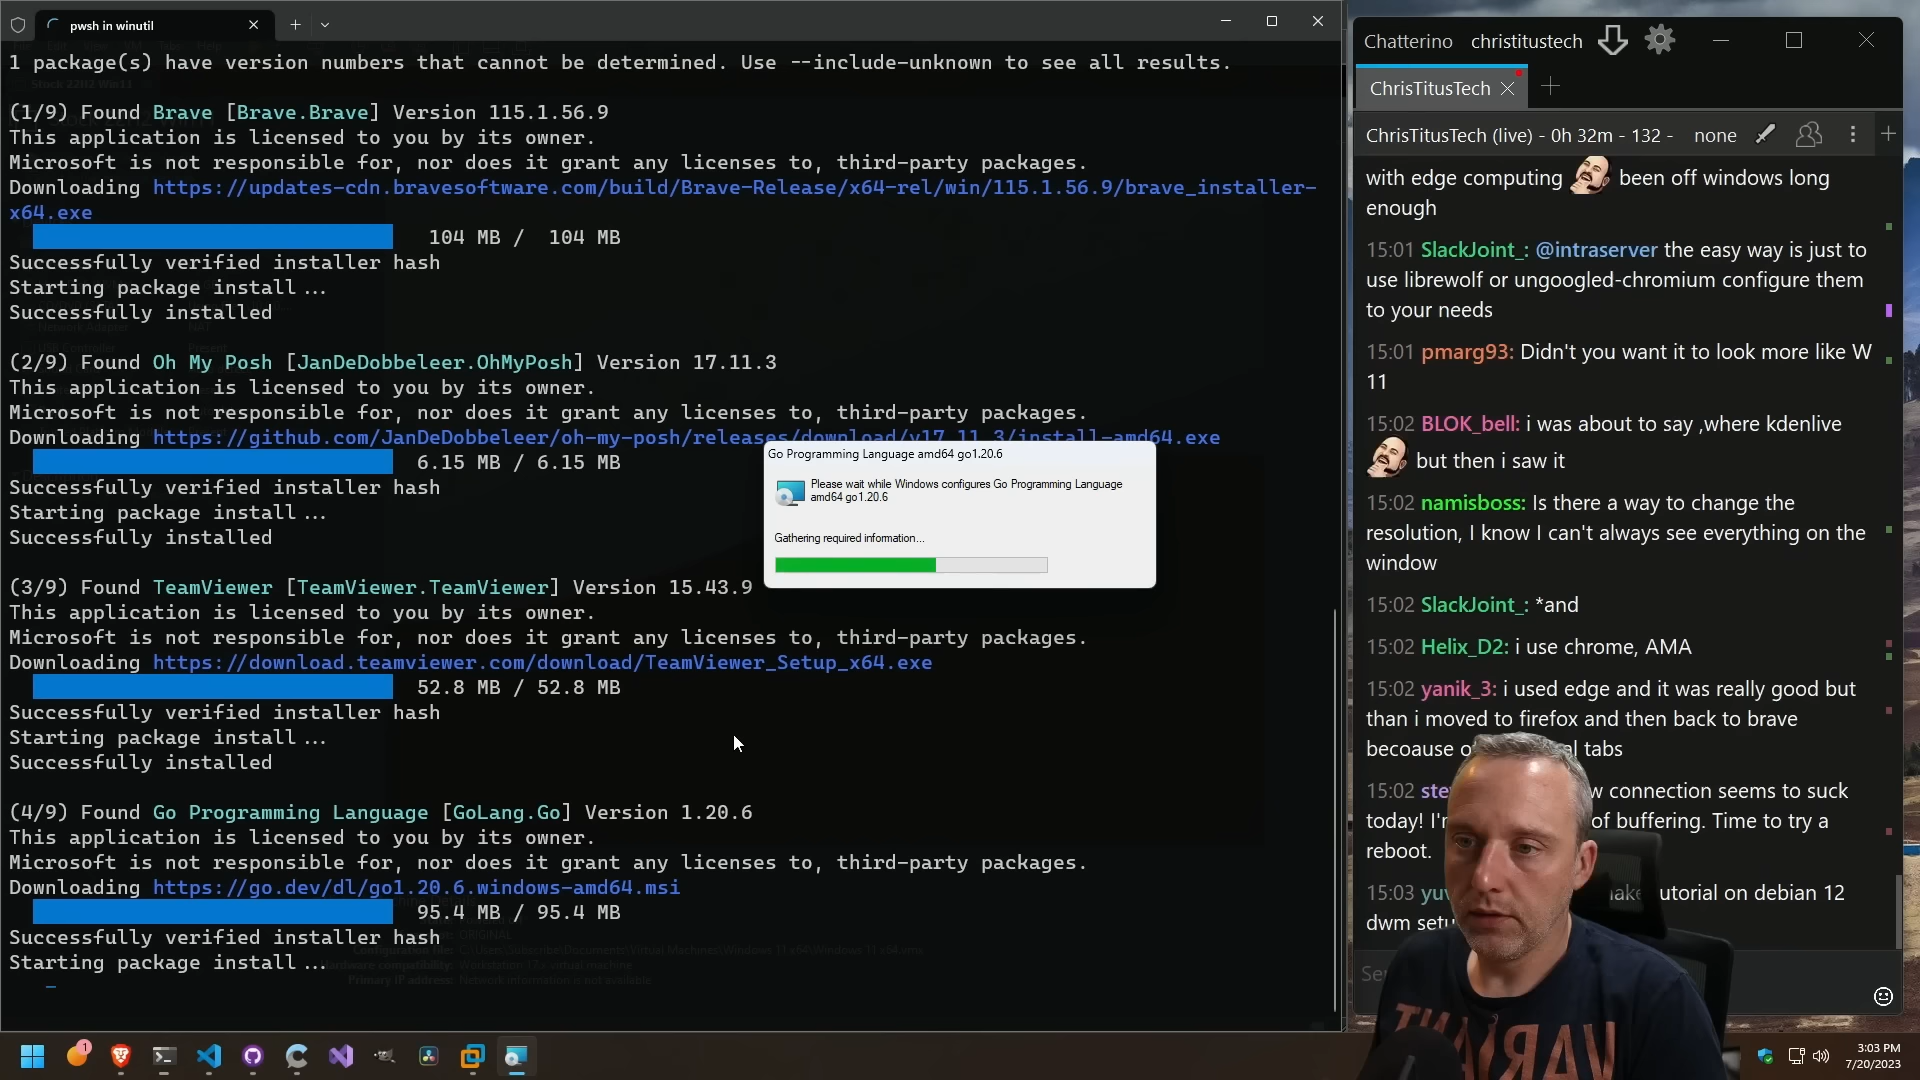 pwsh in winutil
1 package(s) have version numbers that cannot be determined. Use --include-unknown to see all results.
(1/9) Found Brave [Brave.Brave] Version 115.1.56.9
This application is licensed to you by its owner.
Microsoft is not responsible for, nor does it grant any licenses to, third-party packages.
Downloading https://updates-cdn.bravesoftware.com/build/Brave-Release/x64-rel/win/115.1.56.9/brave_installer-
x64.exe
104 MB / 104 MB
Successfully verified installer hash
Starting package install...
Successfully installed
(2/9) Found Oh My Posh [JanDeDobbeleer.OhMyPosh] Version 17.11.3
This application is licensed to you by its owner.
Microsoft is not responsible for, nor does it grant any licenses to, third-party packages.
Downloading https://github.com/JanDeDobbeleer/oh-my-posh/releases/download/v17.11.3/install-amd64.exe
6.15 MB / 6.15 MB
Successfully verified installer hash
Starting package install...
Successfully installed
(3/9) Found TeamViewer [TeamViewer.TeamViewer] Version 15.43.9
This application is licensed to you by its owner.
Microsoft is not responsible for, nor does it grant any licenses to, third-party packages.
Downloading https://download.teamviewer.com/download/TeamViewer_Setup_x64.exe
52.8 MB / 52.8 MB
Successfully verified installer hash
Starting package install...
Successfully installed
(4/9) Found Go Programming Language [GoLang.Go] Version 1.20.6
This application is licensed to you by its owner.
Microsoft is not responsible for, nor does it grant any licenses to, third-party packages.
Downloading https://go.dev/dl/go1.20.6.windows-amd64.msi
95.4 MB / 95.4 MB
Successfully verified installer hash
Starting package install...
Primary IP address: Network information is not available
Go Programming Language amd64 go1.20.6
Please wait while Windows configures Go Programming Language
amd64 go1.20.6
Gathering required information...
Chatterino christitustech
ChrisTitusTech
ChrisTitusTech (live) - 0h 32m - 132 - none
with edge computing been off windows long
enough
15:01 SlackJoint_: @intraserver the easy way is just to
use librewolf or ungoogled-chromium configure them
to your needs
15:01 pmarg93: Didn't you want it to look more like W
11
15:02 BLOK_bell: i was about to say ,where kdenlive
but then i saw it
15:02 namisboss: Is there a way to change the
resolution, I know I can't always see everything on the
window
15:02 SlackJoint_: *and
15:02 Helix_D2: i use chrome, AMA
15:02 yanik_3: i used edge and it was really good but
than i moved to firefox and then back to brave
becoause tabs
15:02 connection seems to suck
today! of buffering. Time to try a
reboot.
15:03 on debian 12
dwm
VARIANT
1
3:03 PM
7/20/2023